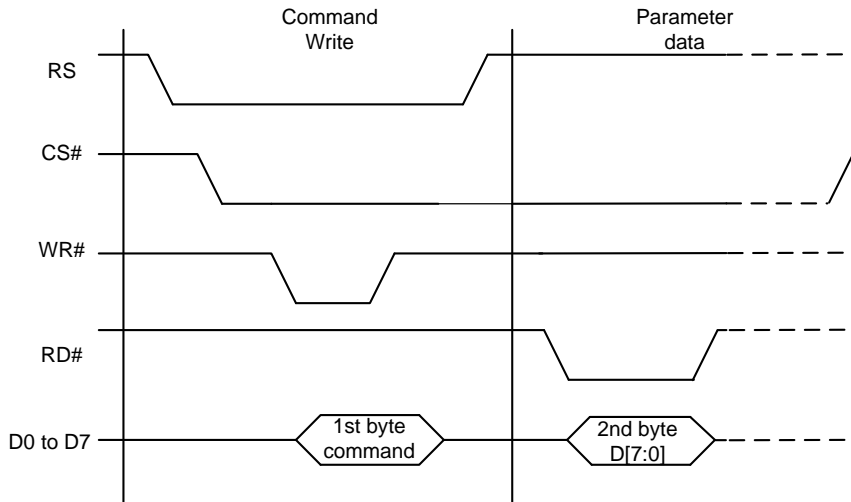 Command
Write
Parameter
data
RS
CS#
WR#
RD#
D0 to D7
1st byte
command
2nd byte
D[7:0]